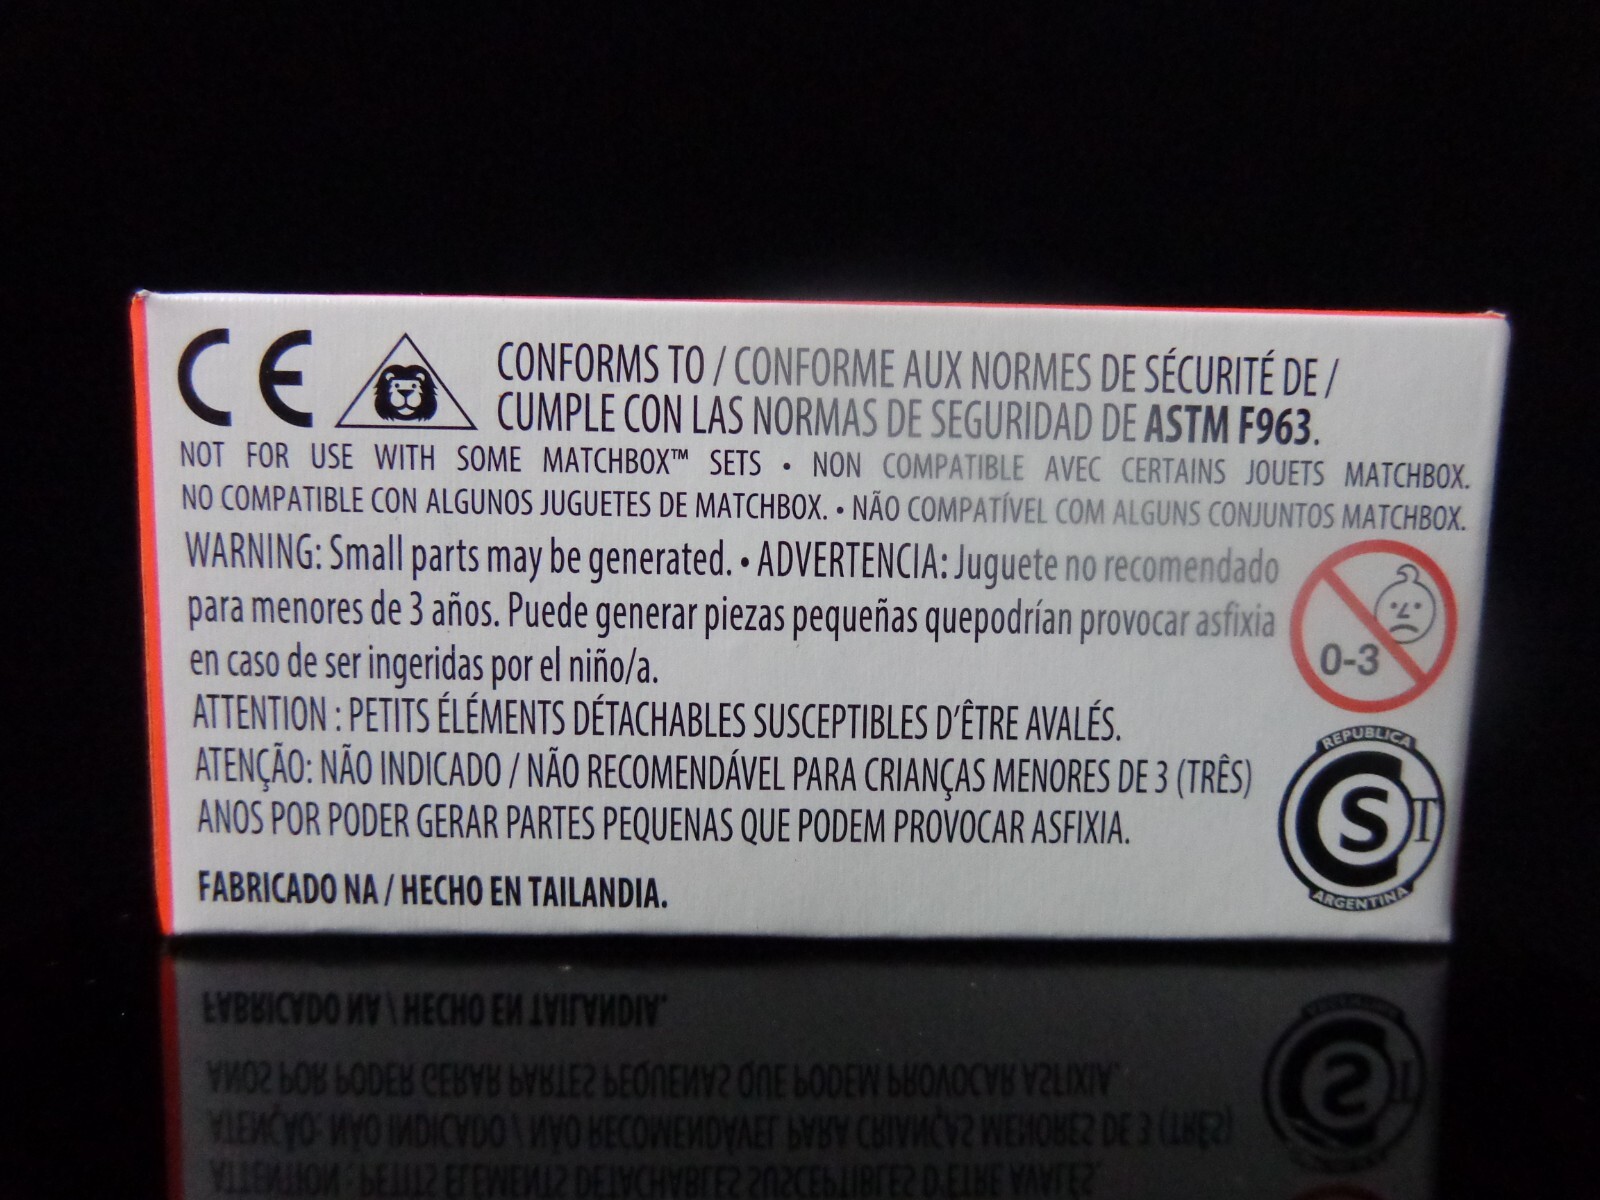 CE
CONFORMS TO / CONFORME AUX NORMES DE SÉCURITÉ DE /
CUMPLE CON LAS NORMAS DE SEGURIDAD DE ASTM F963.
NOT FOR USE WITH SOME MATCHBOX™ SETS • NON COMPATIBLE AVEC CERTAINS JOUETS MATCHBOX.
NO COMPATIBLE CON ALGUNOS JUGUETES DE MATCHBOX. • NÃO COMPATÍVEL COM ALGUNS CONJUNTOS MATCHBOX.
WARNING: Small parts may be generated. • ADVERTENCIA: Juguete no recomendado
para menores de 3 años. Puede generar piezas pequeñas quepodrían provocar asfixia
en caso de ser ingeridas por el niño/a.
0-3
ATTENTION : PETITS ÉLÉMENTS DÉTACHABLES SUSCEPTIBLES D'ÊTRE AVALÉS.
ATENÇÃO: NÃO INDICADO / NÃO RECOMENDÁVEL PARA CRIANÇAS MENORES DE 3 (TRÊS)
ANOS POR PODER GERAR PARTES PEQUENAS QUE PODEM PROVOCAR ASFIXIA.
FABRICADO NA / HECHO EN TAILANDIA.
REPUBLICA
S T
ARGENTINA